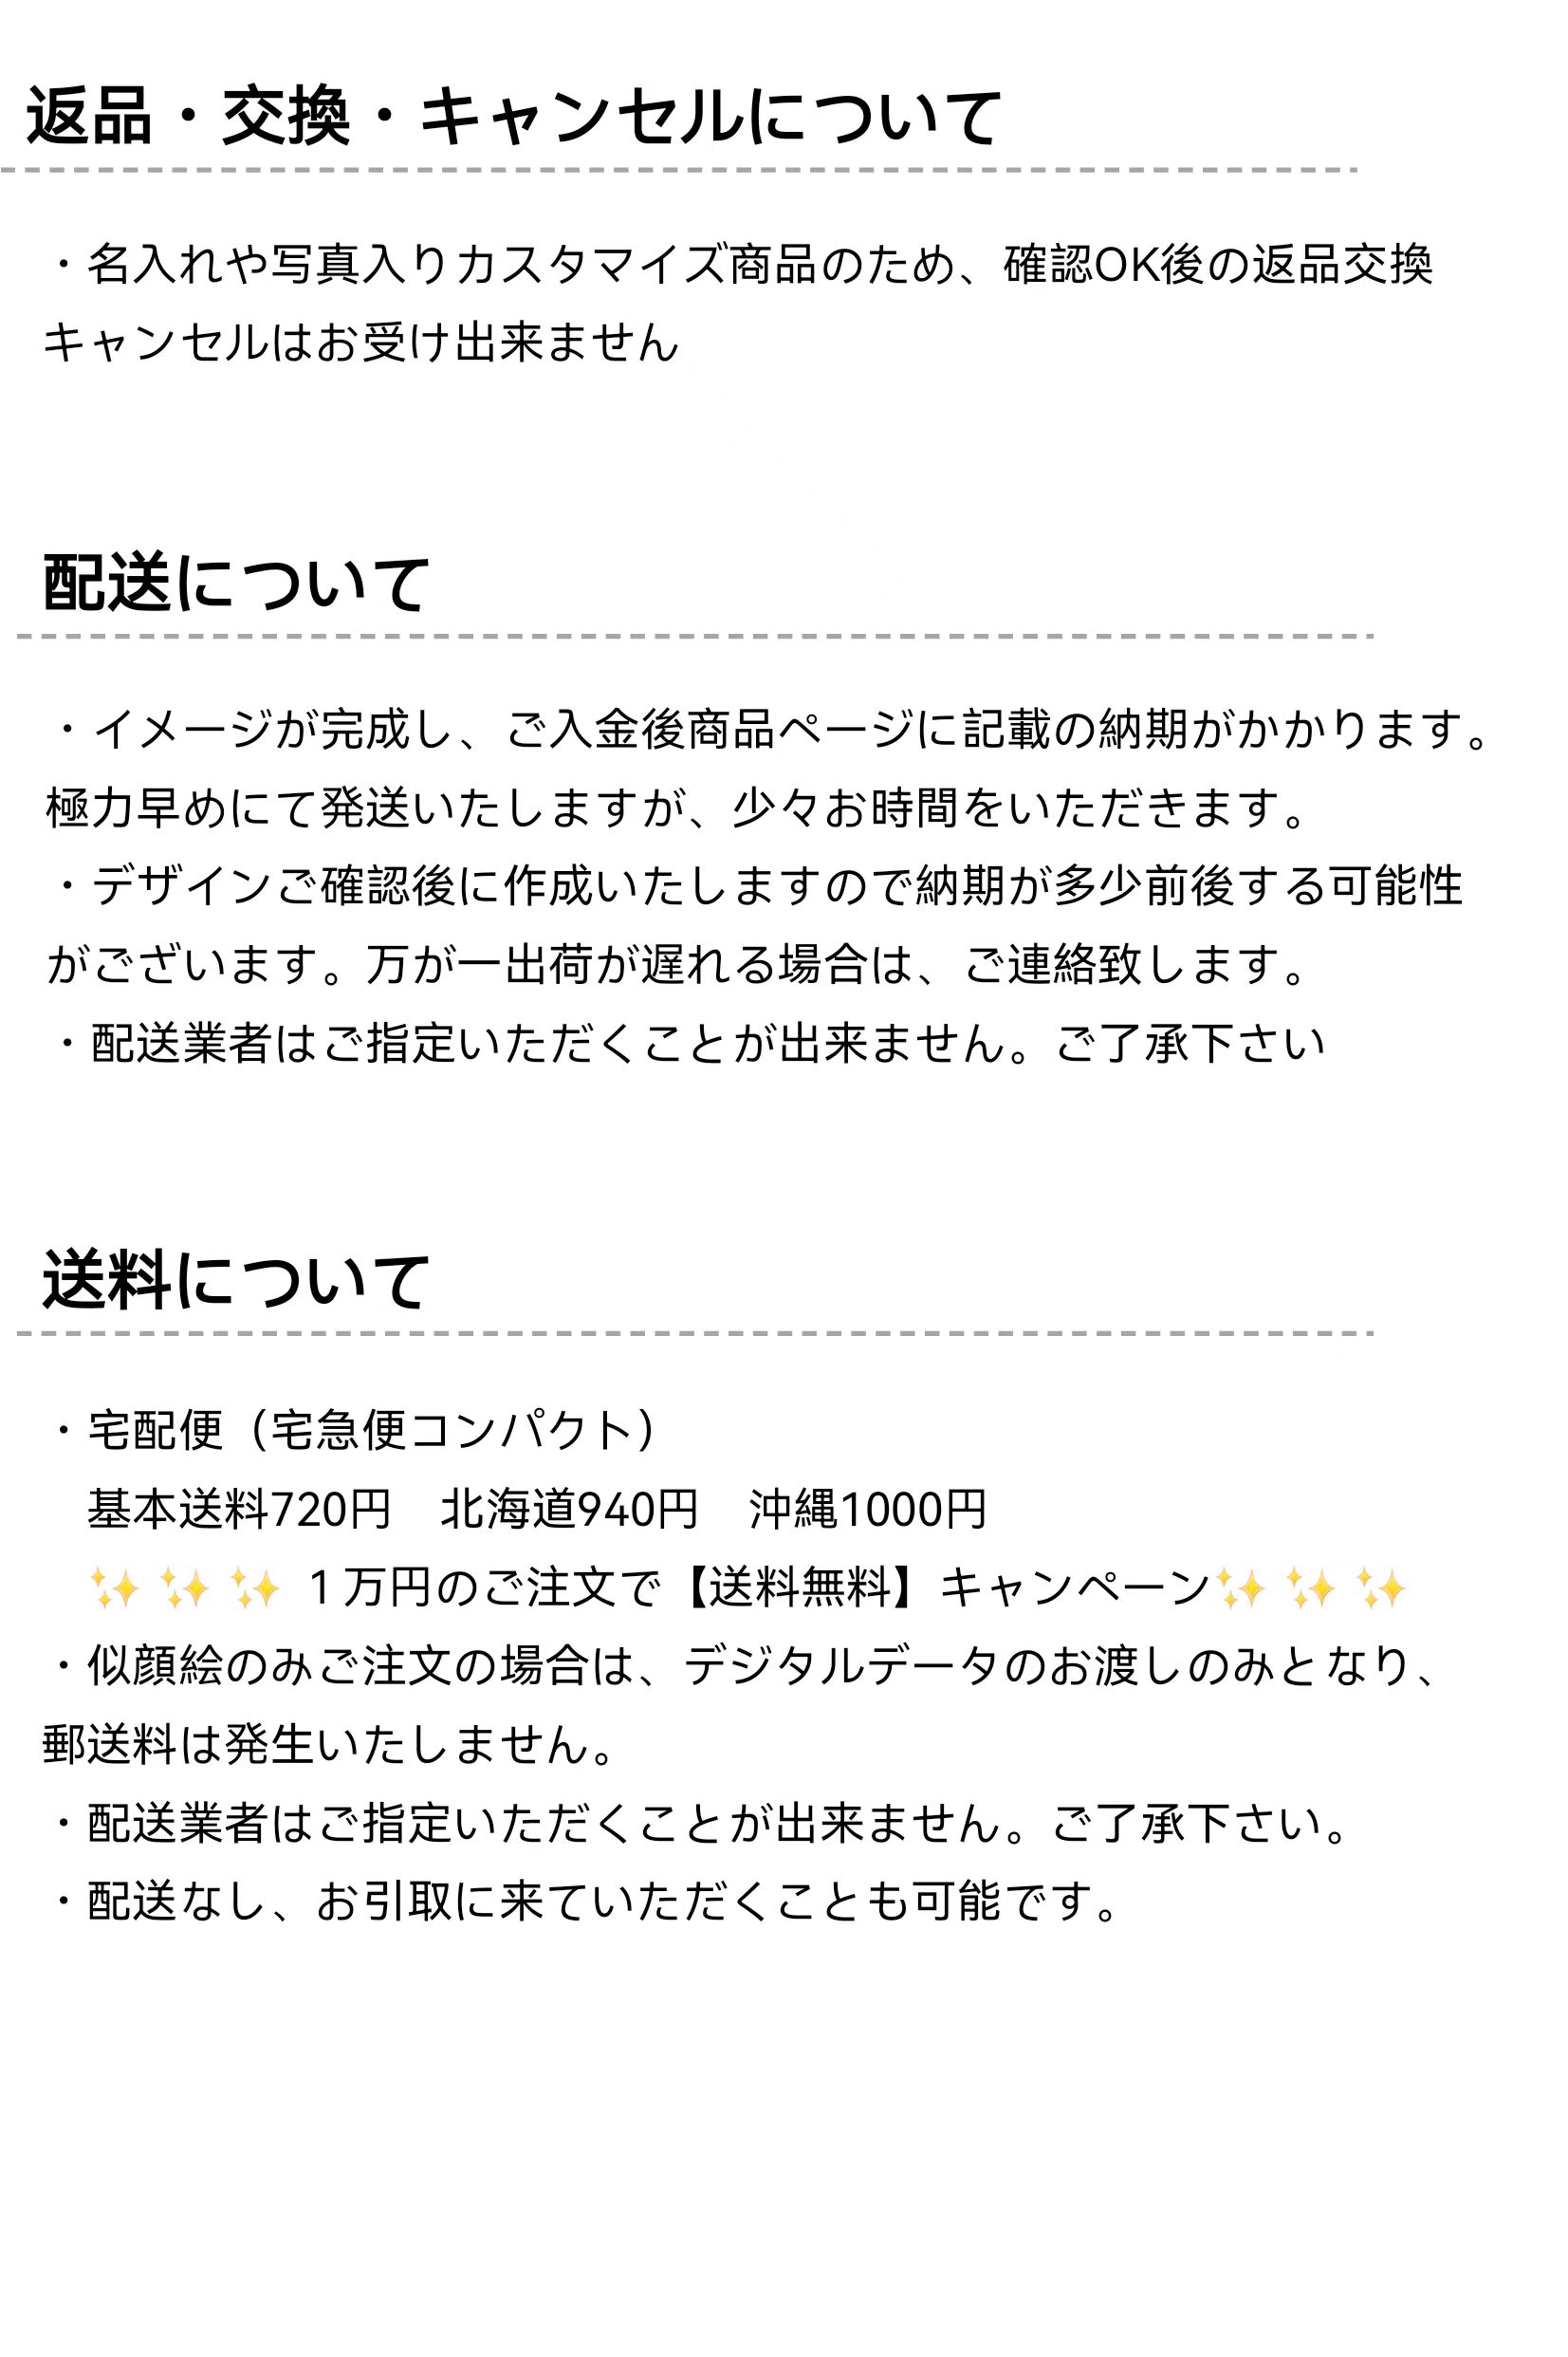 返品・交換・キャンセルについて
・名入れや写真入りカスタマイズ商品のため、確認OK後の返品交換
キャンセルはお受け出来ません
配送について
・イメージが完成し、ご入金後商品ページに記載の納期がかかります。
極力早めにて発送いたしますが、少々お時間をいただきます。
・デザインご確認後に作成いたしますので納期が多少前後する可能性
がございます。万が一出荷が遅れる場合は、ご連絡致します。
・配送業者はご指定いただくことが出来ません。ご了承下さい
送料について
・宅配便（宅急便コンパクト）
基本送料720円　北海道940円　沖縄1000円
✨ ✨ ✨ １万円のご注文で【送料無料】キャンペーン✨ ✨ ✨
・似顔絵のみご注文の場合は、デジタルデータのお渡しのみとなり、
郵送料は発生いたしません。
・配送業者はご指定いただくことが出来ません。ご了承下さい。
・配送なし、お引取に来ていただくことも可能です。